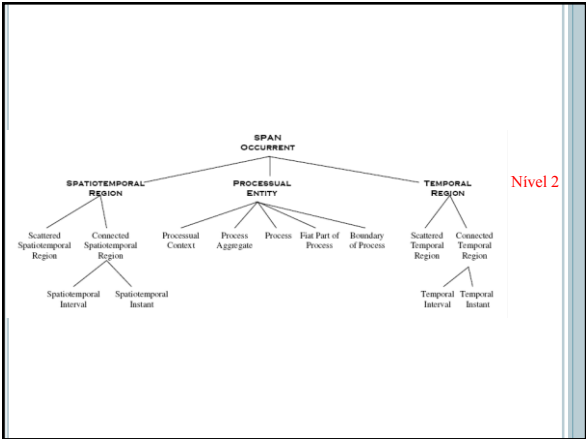 SPAN
OCCURRENT
SPATIOTEMPORAL
REGION
PROCESSUAL
ENTITY
TEMPORAL
REGION
Nível 2
Scattered
Spatiotemporal
Region
Connected
Spatiotemporal
Region
Processual
Context
Process
Aggregate
Process
Fiat Part of
Process
Boundary
of Process
Scattered
Temporal
Region
Connected
Temporal
Region
Spatiotemporal
Interval
Spatiotemporal
Instant
Temporal
Interval
Temporal
Instant